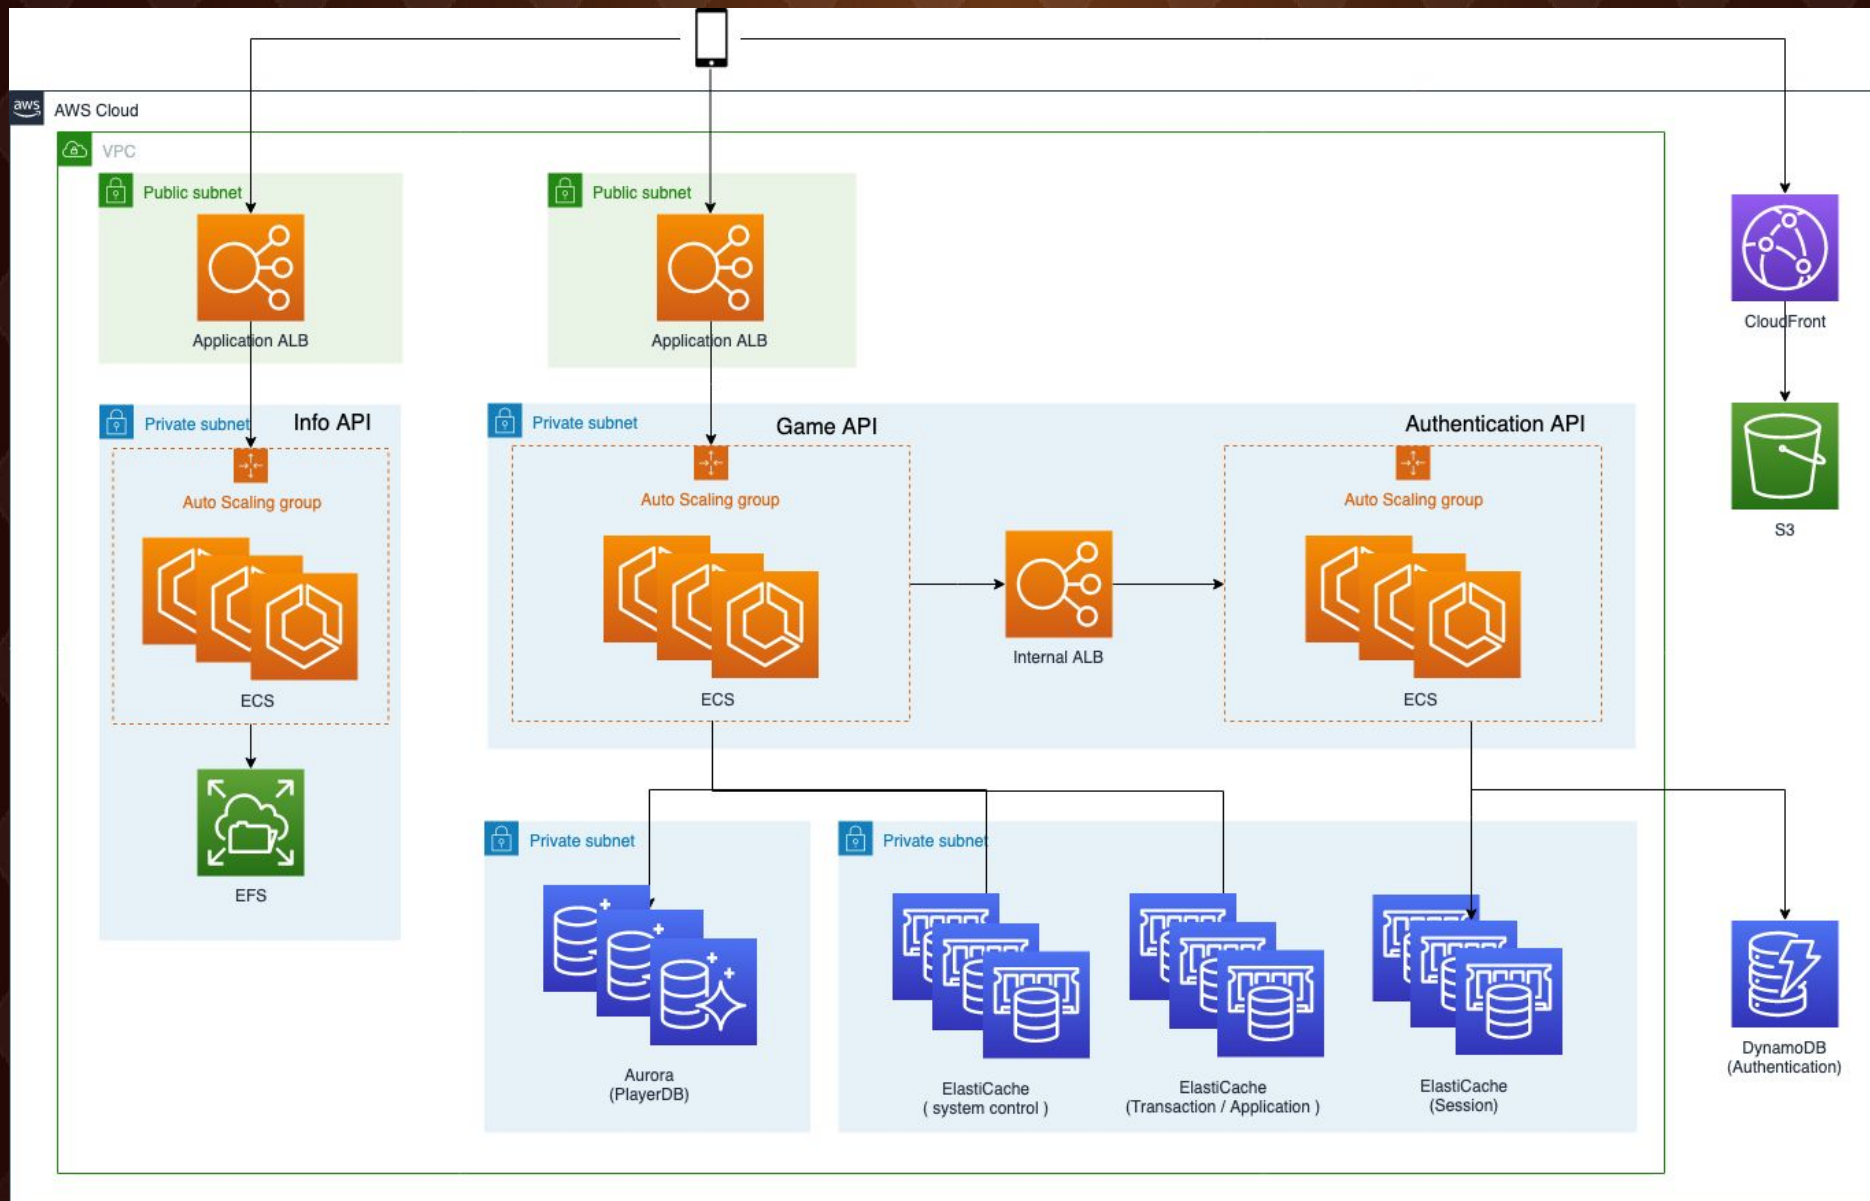 aws
AWS Cloud
VPC
Public subnet
Public subnet
Application ALB
Application ALB
CloudFront
Private subnet
Info API
Private subnet
Game API
Authentication API
Auto Scaling group
Auto Scaling group
Auto Scaling group
S3
Internal ALB
ECS
ECS
ECS
Private subnet
Private subnet
EFS
Aurora
(PlayerDB)
ElastiCache
( system control )
ElastiCache
(Transaction / Application )
ElastiCache
(Session)
DynamoDB
(Authentication)